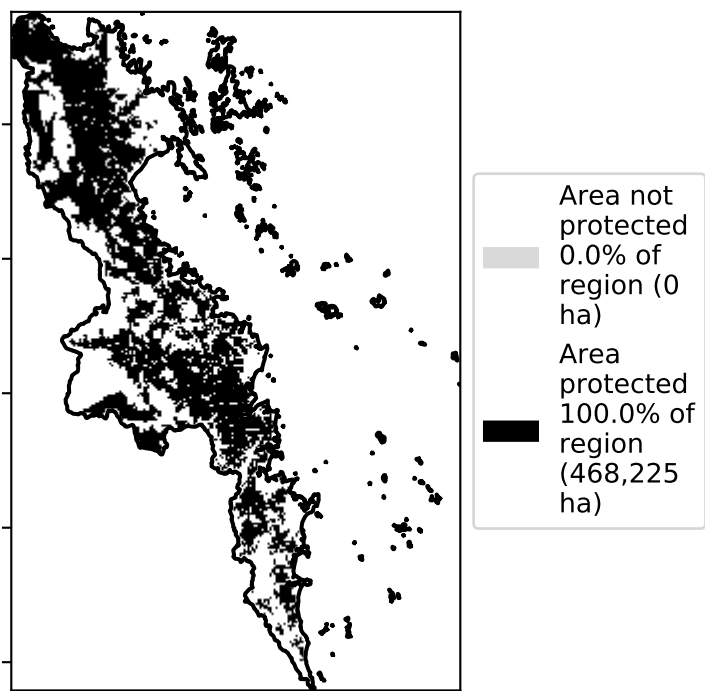 Area not
protected
0.0% of
region (0
ha)
Area
protected
100.0% of
region
(468,225
ha)